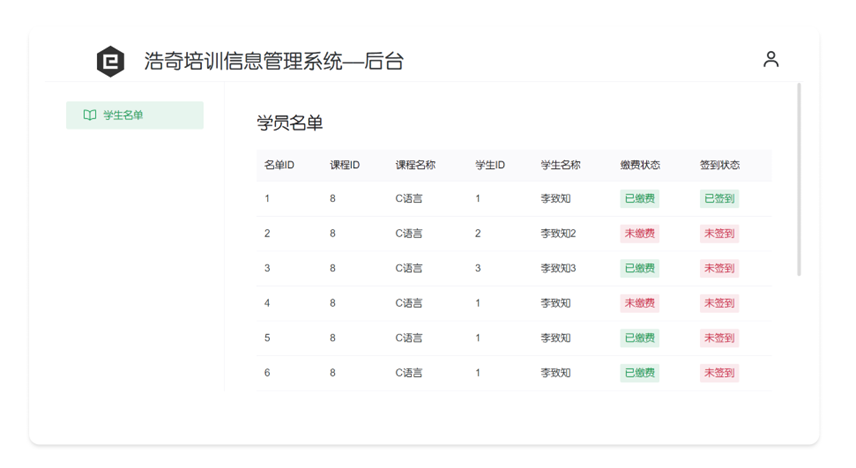 浩奇培训信息管理系统—后台
学生名单
学员名单
名单ID 课程ID 课程名称 学生ID 学生名称 缴费状态 签到状态
1 8 C语言 1 李致知 已缴费 已签到
2 8 C语言 2 李致知2 未缴费 未签到
3 8 C语言 3 李致知3 已缴费 未签到
4 8 C语言 1 李致知 未缴费 未签到
5 8 C语言 1 李致知 已缴费 未签到
6 8 C语言 1 李致知 已缴费 未签到